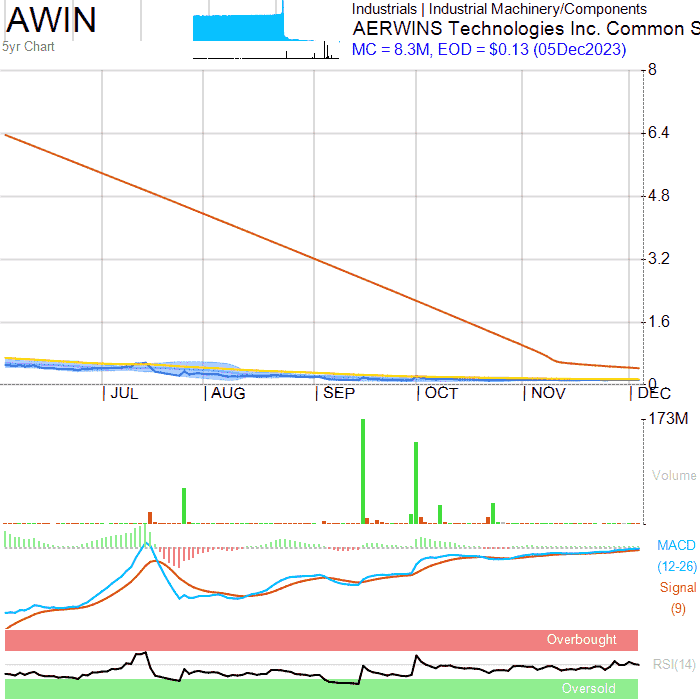 AWIN
5yr Chart
Industrials | Industrial Machinery/Components
AERWINS Technologies Inc. Common S
MC = 8.3M, EOD = $0.13 (05Dec2023)
8
6.4
4.8
3.2
1.6
0
JUL AUG SEP OCT NOV DEC
173M
Volume
MACD
(12-26)
Signal
(9)
Overbought
RSI(14)
Oversold